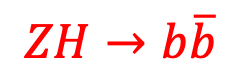 ZH → bb̅